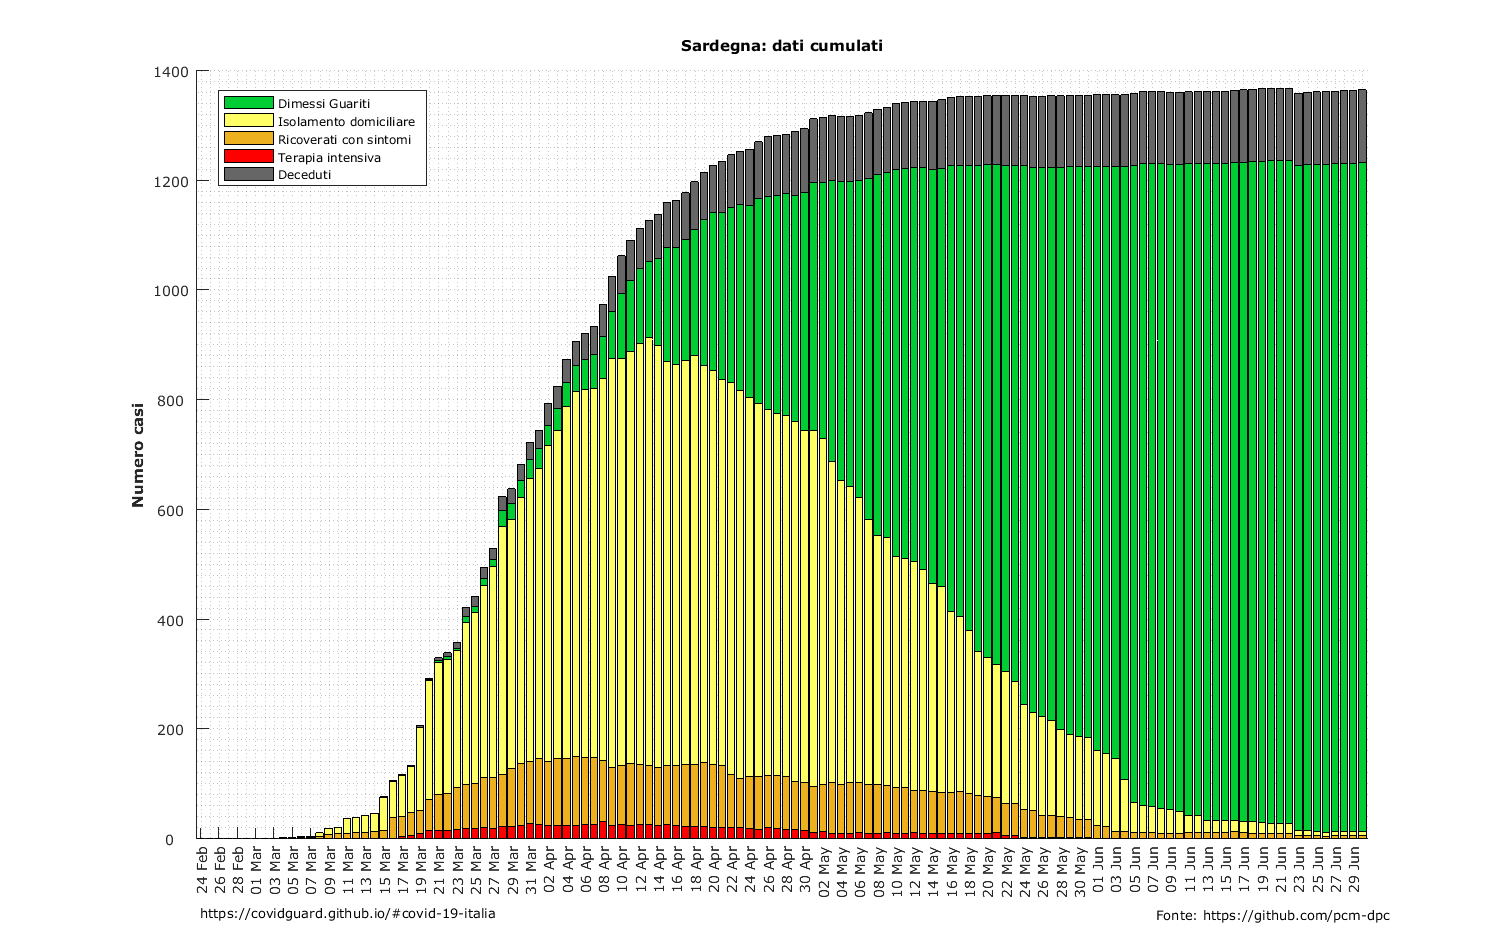 Sardegna: dati cumulati
1400
1200
1000
800
600
400
200
0
Numero casi
Dimessi Guariti
Isolamento domiciliare
Ricoverati con sintomi
Terapia intensiva
Deceduti
24 Feb
26 Feb
28 Feb
01 Mar
03 Mar
05 Mar
07 Mar
09 Mar
11 Mar
13 Mar
15 Mar
17 Mar
19 Mar
21 Mar
23 Mar
25 Mar
27 Mar
29 Mar
31 Mar
02 Apr
04 Apr
06 Apr
08 Apr
10 Apr
12 Apr
14 Apr
16 Apr
18 Apr
20 Apr
22 Apr
24 Apr
26 Apr
28 Apr
30 Apr
02 May
04 May
06 May
08 May
10 May
12 May
14 May
16 May
18 May
20 May
22 May
24 May
26 May
28 May
30 May
01 Jun
03 Jun
05 Jun
07 Jun
09 Jun
11 Jun
13 Jun
15 Jun
17 Jun
19 Jun
21 Jun
23 Jun
25 Jun
27 Jun
29 Jun
https://covidguard.github.io/#covid-19-italia
Fonte: https://github.com/pcm-dpc